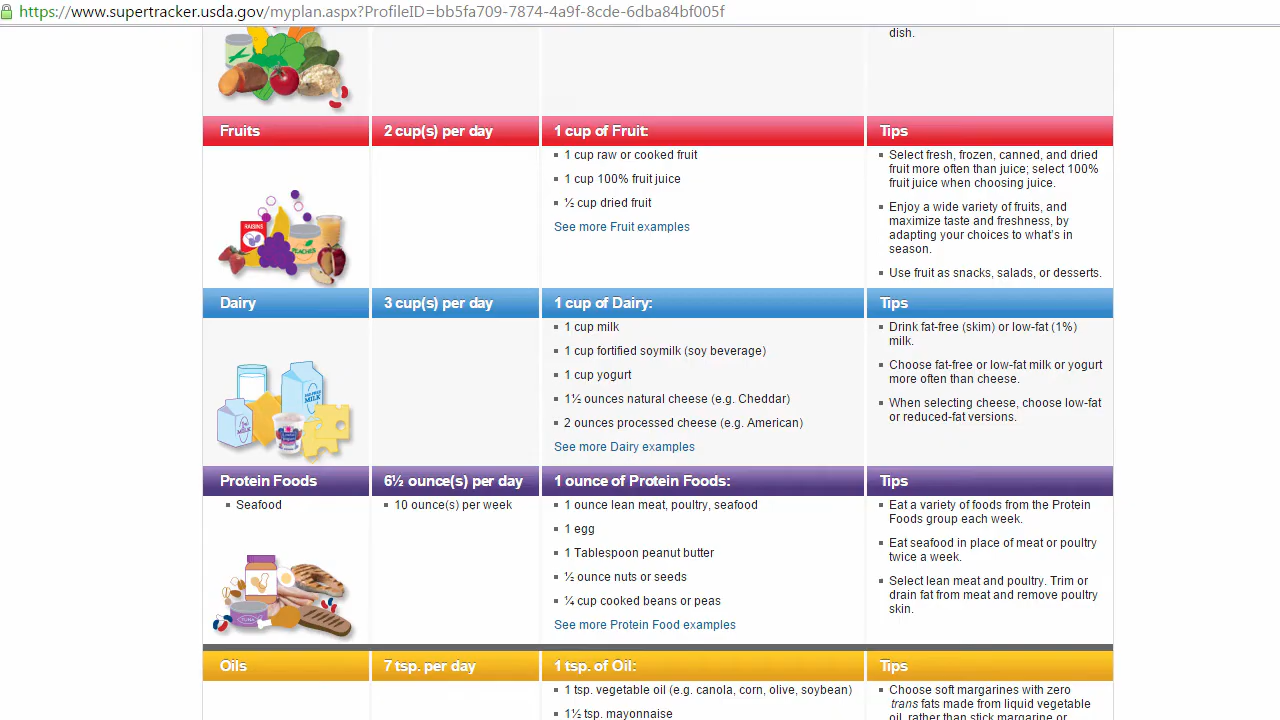 https://www.supertracker.usda.gov/myplan.aspx?ProfileID=bb5fa709-7874-4a9f-8cde-6dba84bf005f
dish.
Fruits
2 cup(s) per day
1 cup of Fruit:
Tips
RAISINS
PEACHES
1 cup raw or cooked fruit
1 cup 100% fruit juice
½ cup dried fruit
See more Fruit examples
Select fresh, frozen, canned, and dried
fruit more often than juice; select 100%
fruit juice when choosing juice.
Enjoy a wide variety of fruits, and
maximize taste and freshness, by
adapting your choices to what's in
season.
Use fruit as snacks, salads, or desserts.
Dairy
3 cup(s) per day
1 cup of Dairy:
Tips
MILK
MILK
1 cup milk
1 cup fortified soymilk (soy beverage)
1 cup yogurt
1½ ounces natural cheese (e.g. Cheddar)
2 ounces processed cheese (e.g. American)
See more Dairy examples
Drink fat-free (skim) or low-fat (1%)
milk.
Choose fat-free or low-fat milk or yogurt
more often than cheese.
When selecting cheese, choose low-fat
or reduced-fat versions.
Protein Foods
6½ ounce(s) per day
1 ounce of Protein Foods:
Tips
Seafood
TUNA
10 ounce(s) per week
1 ounce lean meat, poultry, seafood
1 egg
1 Tablespoon peanut butter
½ ounce nuts or seeds
¼ cup cooked beans or peas
See more Protein Food examples
Eat a variety of foods from the Protein
Foods group each week.
Eat seafood in place of meat or poultry
twice a week.
Select lean meat and poultry. Trim or
drain fat from meat and remove poultry
skin.
Oils
7 tsp. per day
1 tsp. of Oil:
Tips
1 tsp. vegetable oil (e.g. canola, corn, olive, soybean)
1½ tsp. mayonnaise
Choose soft margarines with zero
trans fats made from liquid vegetable
oil, rather than stick margarine or